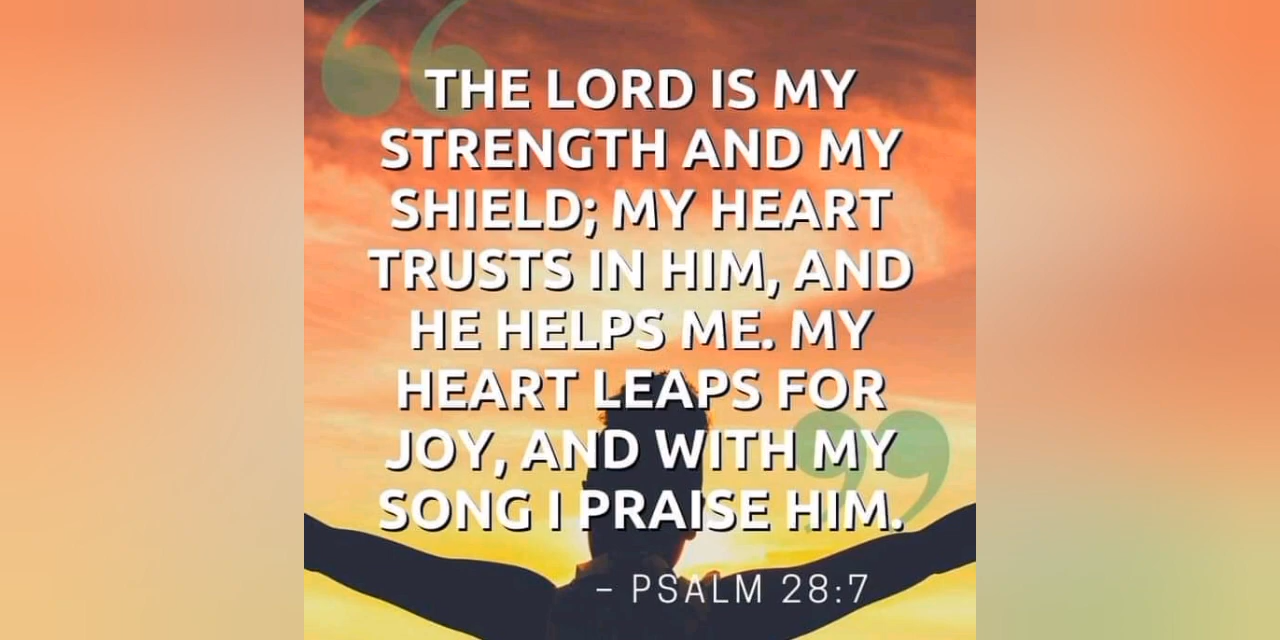 THE LORD IS MY
STRENGTH AND MY
SHIELD; MY HEART
TRUSTS IN HIM, AND
HE HELPS ME. MY
HEART LEAPS FOR
JOY, AND WITH MY
SONG I PRAISE HIM.
– PSALM 28:7